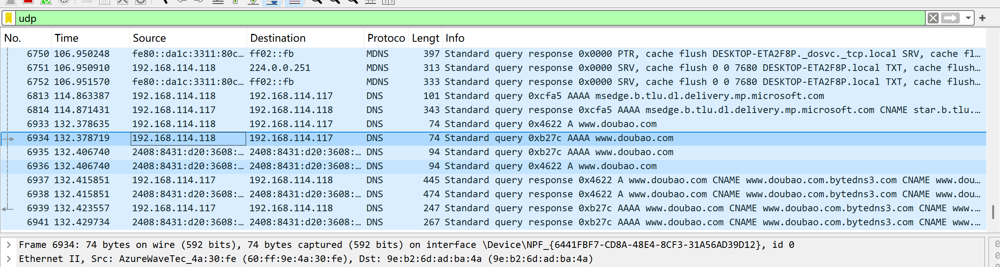 udp
No. Time Source Destination Protoco Lengt Info
6750 106.950248 fe80::da1c:3311:80c… ff02::fb MDNS 397 Standard query response 0x0000 PTR, cache flush DESKTOP-ETA2F8P._dosvc._tcp.local SRV, cache fl…
6751 106.950910 192.168.114.118 224.0.0.251 MDNS 313 Standard query response 0x0000 SRV, cache flush 0 0 7680 DESKTOP-ETA2F8P.local TXT, cache flush…
6752 106.951570 fe80::da1c:3311:80c… ff02::fb MDNS 333 Standard query response 0x0000 SRV, cache flush 0 0 7680 DESKTOP-ETA2F8P.local TXT, cache flush…
6813 114.863387 192.168.114.118 192.168.114.117 DNS 101 Standard query 0xcfa5 AAAA msedge.b.tlu.dl.delivery.mp.microsoft.com
6814 114.871431 192.168.114.117 192.168.114.118 DNS 343 Standard query response 0xcfa5 AAAA msedge.b.tlu.dl.delivery.mp.microsoft.com CNAME star.b.tlu.…
6933 132.378635 192.168.114.118 192.168.114.117 DNS 74 Standard query 0x4622 A www.doubao.com
6934 132.378719 192.168.114.118 192.168.114.117 DNS 74 Standard query 0xb27c AAAA www.doubao.com
6935 132.406740 2408:8431:d20:3608:… 2408:8431:d20:3608:… DNS 94 Standard query 0xb27c AAAA www.doubao.com
6936 132.406740 2408:8431:d20:3608:… 2408:8431:d20:3608:… DNS 94 Standard query 0x4622 A www.doubao.com
6937 132.415851 192.168.114.117 192.168.114.118 DNS 445 Standard query response 0x4622 A www.doubao.com CNAME www.doubao.com.bytedns3.com CNAME www.dou…
6938 132.415851 2408:8431:d20:3608:… 2408:8431:d20:3608:… DNS 474 Standard query response 0x4622 A www.doubao.com CNAME www.doubao.com.bytedns3.com CNAME www.dou…
6939 132.423557 192.168.114.117 192.168.114.118 DNS 247 Standard query response 0xb27c AAAA www.doubao.com CNAME www.doubao.com.bytedns3.com CNAME www.…
6941 132.429734 2408:8431:d20:3608:… 2408:8431:d20:3608:… DNS 267 Standard query response 0xb27c AAAA www.doubao.com CNAME www.doubao.com.bytedns3.com CNAME www.…
Frame 6934: 74 bytes on wire (592 bits), 74 bytes captured (592 bits) on interface \Device\NPF_{6441FBF7-CD8A-48E4-8CF3-31A56AD39D12}, id 0
Ethernet II, Src: AzureWaveTec_4a:30:fe (60:ff:9e:4a:30:fe), Dst: 9e:b2:6d:ad:ba:4a (9e:b2:6d:ad:ba:4a)